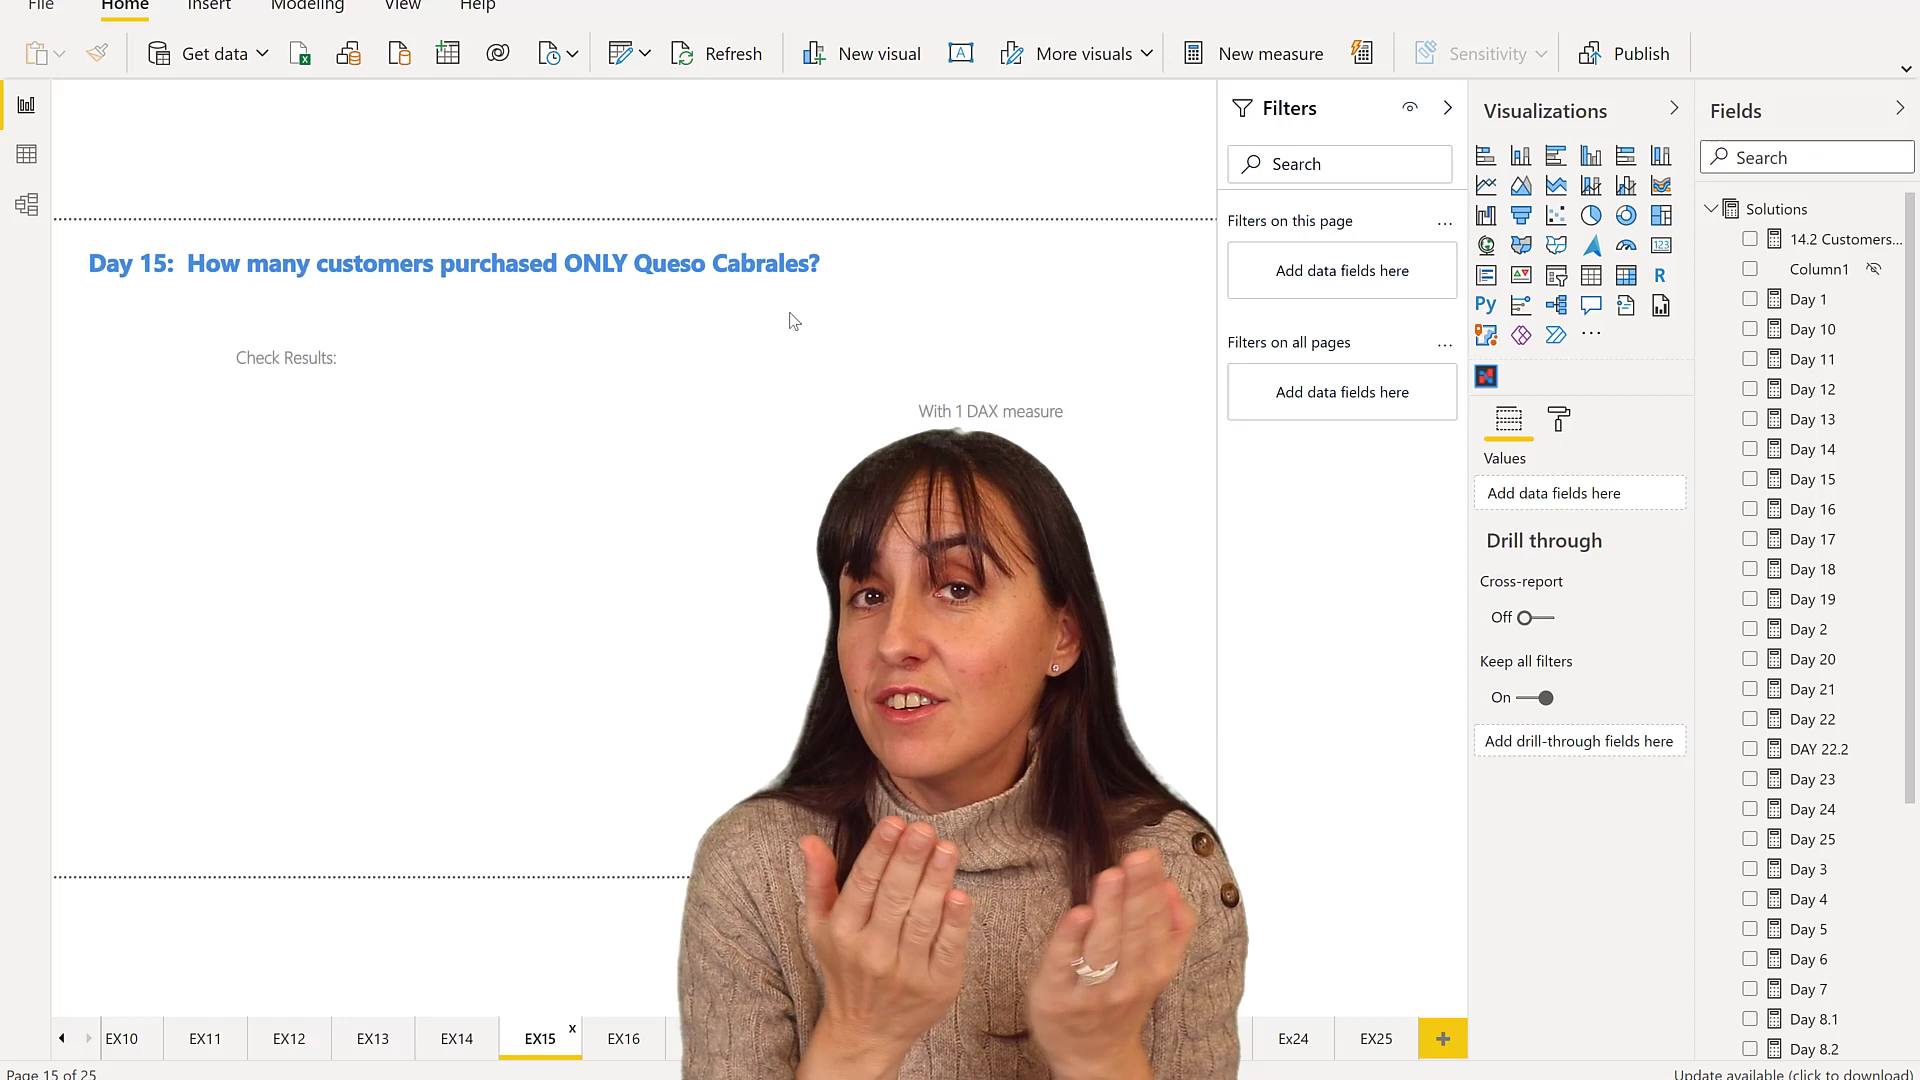 File Home Insert Modeling View Help
Get data Refresh New visual More visuals New measure Sensitivity Publish
Filters
Search
Filters on this page
Add data fields here
Filters on all pages
Add data fields here
Visualizations
R
Py
123
Values
Add data fields here
Drill through
Cross-report
Off
Keep all filters
On
Add drill-through fields here
Fields
Search
Solutions
14.2 Customers...
Column1
Day 1
Day 10
Day 11
Day 12
Day 13
Day 14
Day 15
Day 16
Day 17
Day 18
Day 19
Day 2
Day 20
Day 21
Day 22
DAY 22.2
Day 23
Day 24
Day 25
Day 3
Day 4
Day 5
Day 6
Day 7
Day 8.1
Day 8.2
Day 15: How many customers purchased ONLY Queso Cabrales?
Check Results:
With 1 DAX measure
EX10 EX11 EX12 EX13 EX14 EX15 x EX16 Ex24 EX25 +
Page 15 of 25
Update available (click to download)